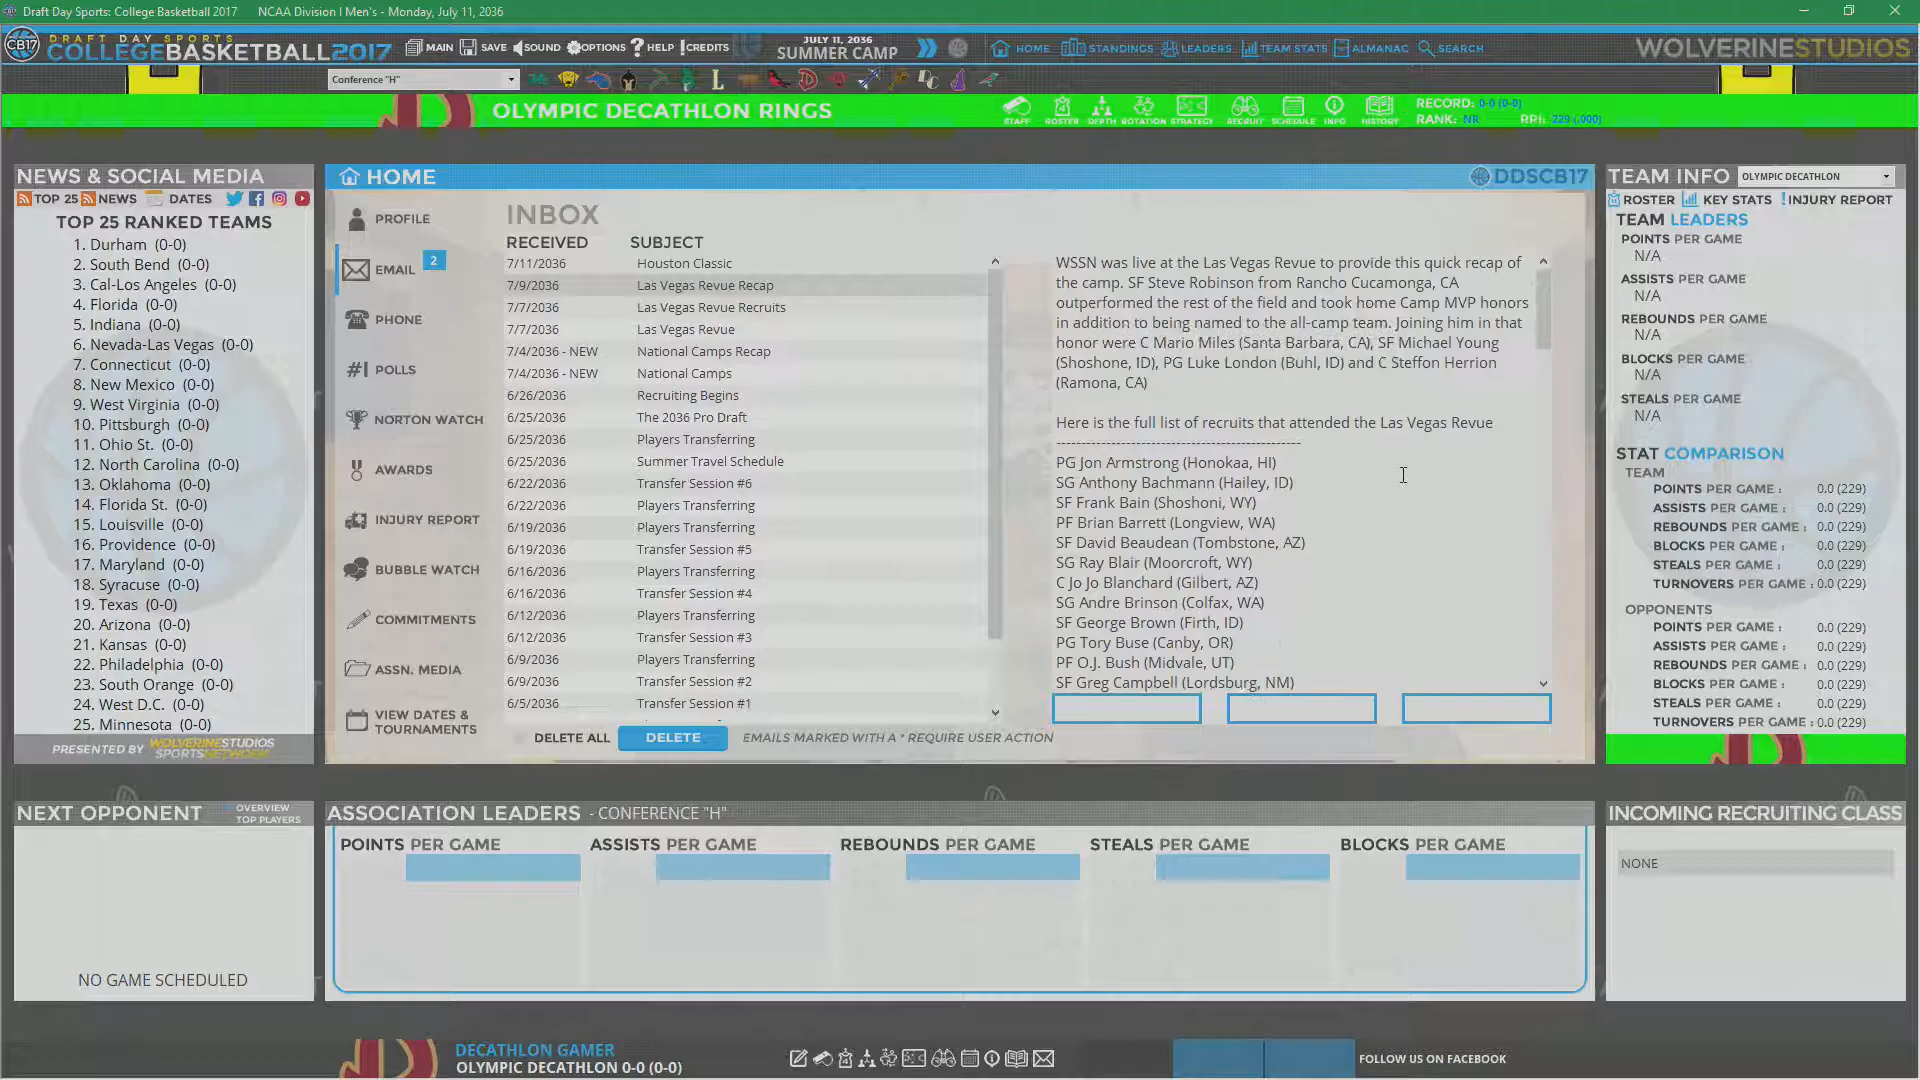 Draft Day Sports: College Basketball 2017 NCAA Division I Men's - Monday, July 11, 2036
CB17 DRAFT DAY SPORTS
COLLEGEBASKETBALL2017
MAIN SAVE SOUND OPTIONS HELP CREDITS
JULY 11, 2036
SUMMER CAMP
HOME STANDINGS LEADERS TEAM STATS ALMANAC SEARCH
WOLVERINESTUDIOS
Conference "H"
OLYMPIC DECATHLON RINGS
STAFF ROSTER DEPTH ROTATION STRATEGY RECRUIT SCHEDULE INFO HISTORY
RECORD: 0-0 (0-0)
RANK: NR RPI: 229 (.000)
NEWS & SOCIAL MEDIA
TOP 25 NEWS DATES
TOP 25 RANKED TEAMS
1. Durham (0-0)
2. South Bend (0-0)
3. Cal-Los Angeles (0-0)
4. Florida (0-0)
5. Indiana (0-0)
6. Nevada-Las Vegas (0-0)
7. Connecticut (0-0)
8. New Mexico (0-0)
9. West Virginia (0-0)
10. Pittsburgh (0-0)
11. Ohio St. (0-0)
12. North Carolina (0-0)
13. Oklahoma (0-0)
14. Florida St. (0-0)
15. Louisville (0-0)
16. Providence (0-0)
17. Maryland (0-0)
18. Syracuse (0-0)
19. Texas (0-0)
20. Arizona (0-0)
21. Kansas (0-0)
22. Philadelphia (0-0)
23. South Orange (0-0)
24. West D.C. (0-0)
25. Minnesota (0-0)
PRESENTED BY WOLVERINESTUDIOS
SPORTSNETWORK
HOME
DDSCB17
PROFILE
EMAIL 2
PHONE
#1 POLLS
NORTON WATCH
AWARDS
INJURY REPORT
BUBBLE WATCH
COMMITMENTS
ASSN. MEDIA
VIEW DATES &
TOURNAMENTS
INBOX
RECEIVED SUBJECT
7/11/2036 Houston Classic
7/9/2036 Las Vegas Revue Recap
7/7/2036 Las Vegas Revue Recruits
7/7/2036 Las Vegas Revue
7/4/2036 - NEW National Camps Recap
7/4/2036 - NEW National Camps
6/26/2036 Recruiting Begins
6/25/2036 The 2036 Pro Draft
6/25/2036 Players Transferring
6/25/2036 Summer Travel Schedule
6/22/2036 Transfer Session #6
6/22/2036 Players Transferring
6/19/2036 Players Transferring
6/19/2036 Transfer Session #5
6/16/2036 Players Transferring
6/16/2036 Transfer Session #4
6/12/2036 Players Transferring
6/12/2036 Transfer Session #3
6/9/2036 Players Transferring
6/9/2036 Transfer Session #2
6/5/2036 Transfer Session #1
DELETE ALL DELETE EMAILS MARKED WITH A * REQUIRE USER ACTION
WSSN was live at the Las Vegas Revue to provide this quick recap of
the camp. SF Steve Robinson from Rancho Cucamonga, CA
outperformed the rest of the field and took home Camp MVP honors
in addition to being named to the all-camp team. Joining him in that
honor were C Mario Miles (Santa Barbara, CA), SF Michael Young
(Shoshone, ID), PG Luke London (Buhl, ID) and C Steffon Herrion
(Ramona, CA)
Here is the full list of recruits that attended the Las Vegas Revue
------------------------------------------------
PG Jon Armstrong (Honokaa, HI)
SG Anthony Bachmann (Hailey, ID)
SF Frank Bain (Shoshoni, WY)
PF Brian Barrett (Longview, WA)
SF David Beaudean (Tombstone, AZ)
SG Ray Blair (Moorcroft, WY)
C Jo Jo Blanchard (Gilbert, AZ)
SG Andre Brinson (Colfax, WA)
SF George Brown (Firth, ID)
PG Tory Buse (Canby, OR)
PF O.J. Bush (Midvale, UT)
SF Greg Campbell (Lordsburg, NM)
TEAM INFO OLYMPIC DECATHLON
ROSTER KEY STATS INJURY REPORT
TEAM LEADERS
POINTS PER GAME
N/A
ASSISTS PER GAME
N/A
REBOUNDS PER GAME
N/A
BLOCKS PER GAME
N/A
STEALS PER GAME
N/A
STAT COMPARISON
TEAM
POINTS PER GAME : 0.0 (229)
ASSISTS PER GAME : 0.0 (229)
REBOUNDS PER GAME : 0.0 (229)
BLOCKS PER GAME : 0.0 (229)
STEALS PER GAME : 0.0 (229)
TURNOVERS PER GAME : 0.0 (229)
OPPONENTS
POINTS PER GAME : 0.0 (229)
ASSISTS PER GAME : 0.0 (229)
REBOUNDS PER GAME : 0.0 (229)
BLOCKS PER GAME : 0.0 (229)
STEALS PER GAME : 0.0 (229)
TURNOVERS PER GAME : 0.0 (229)
NEXT OPPONENT OVERVIEW
TOP PLAYERS
NO GAME SCHEDULED
ASSOCIATION LEADERS - CONFERENCE "H"
POINTS PER GAME ASSISTS PER GAME REBOUNDS PER GAME STEALS PER GAME BLOCKS PER GAME
INCOMING RECRUITING CLASS
NONE
DECATHLON GAMER
OLYMPIC DECATHLON 0-0 (0-0)
FOLLOW US ON FACEBOOK